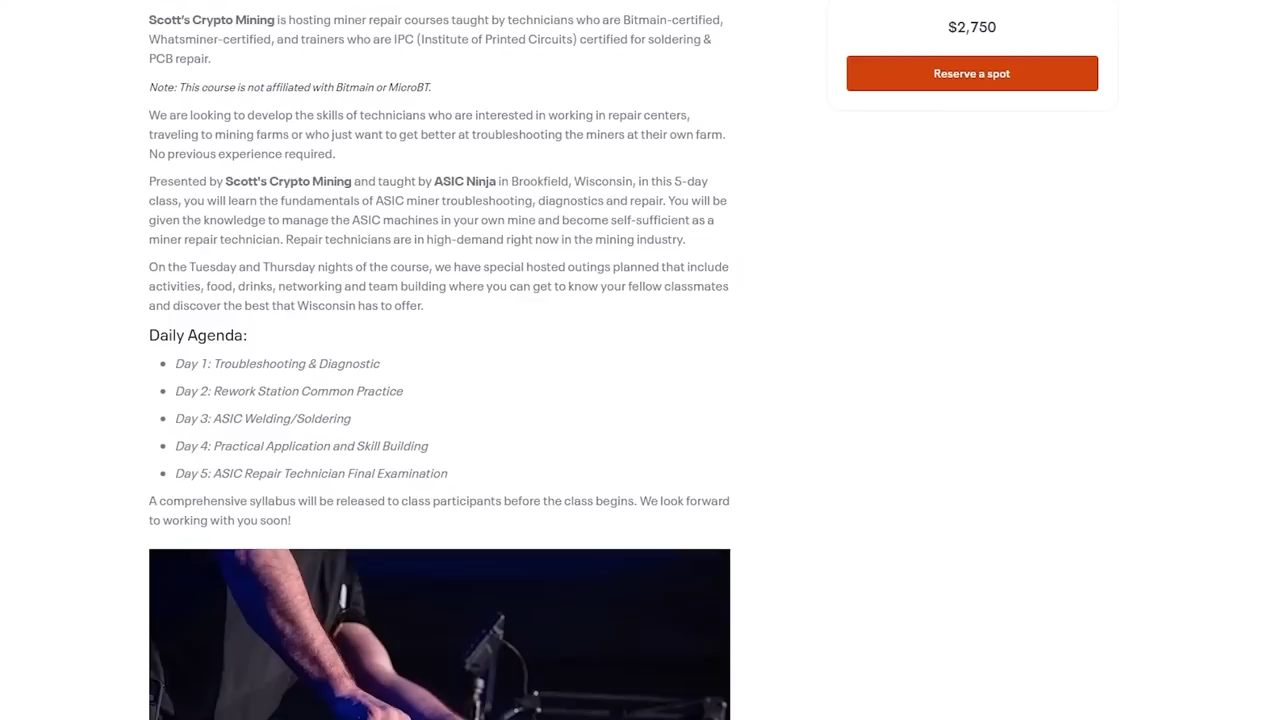 Scott's Crypto Mining is hosting miner repair courses taught by technicians who are Bitmain-certified,
Whatsminer-certified, and trainers who are IPC (Institute of Printed Circuits) certified for soldering &
PCB repair.
Note: This course is not affiliated with Bitmain or MicroBT.
We are looking to develop the skills of technicians who are interested in working in repair centers,
traveling to mining farms or who just want to get better at troubleshooting the miners at their own farm.
No previous experience required.
Presented by Scott's Crypto Mining and taught by ASIC Ninja in Brookfield, Wisconsin, in this 5-day
class, you will learn the fundamentals of ASIC miner troubleshooting, diagnostics and repair. You will be
given the knowledge to manage the ASIC machines in your own mine and become self-sufficient as a
miner repair technician. Repair technicians are in high-demand right now in the mining industry.
On the Tuesday and Thursday nights of the course, we have special hosted outings planned that include
activities, food, drinks, networking and team building where you can get to know your fellow classmates
and discover the best that Wisconsin has to offer.
Daily Agenda:
Day 1: Troubleshooting & Diagnostic
Day 2: Rework Station Common Practice
Day 3: ASIC Welding/Soldering
Day 4: Practical Application and Skill Building
Day 5: ASIC Repair Technician Final Examination
A comprehensive syllabus will be released to class participants before the class begins. We look forward
to working with you soon!
$2,750
Reserve a spot